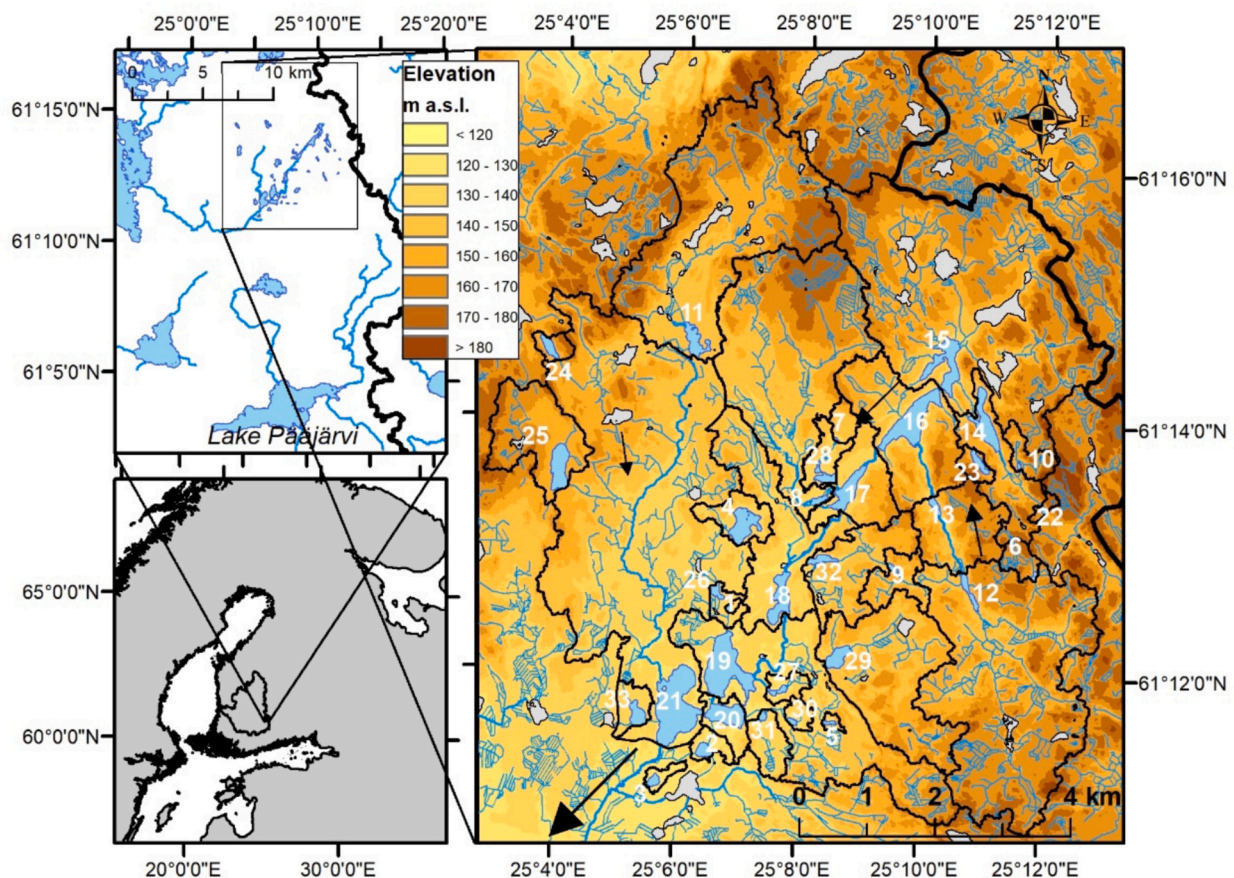 25°0'0"E 25°10'0"E 25°20'0"E
25°4'0"E 25°6'0"E 25°8'0"E 25°10'0"E 25°12'0"E
0 5 10 km
61°15'0"N
61°10'0"N
61°5'0"N
Lake Pääjärvi
Elevation
m a.s.l.
< 120
120 - 130
130 - 140
140 - 150
150 - 160
160 - 170
170 - 180
> 180
N
W E
S
61°16'0"N
61°14'0"N
61°12'0"N
11
15
24
7
16
25
14
28
10
23
17
8
4
13
22
6
26
32
9
18
12
1
19
29
27
33
21
20
30
31
5
2
3
0 1 2 4 km
65°0'0"N
60°0'0"N
20°0'0"E 30°0'0"E
25°4'0"E 25°6'0"E 25°8'0"E 25°10'0"E 25°12'0"E